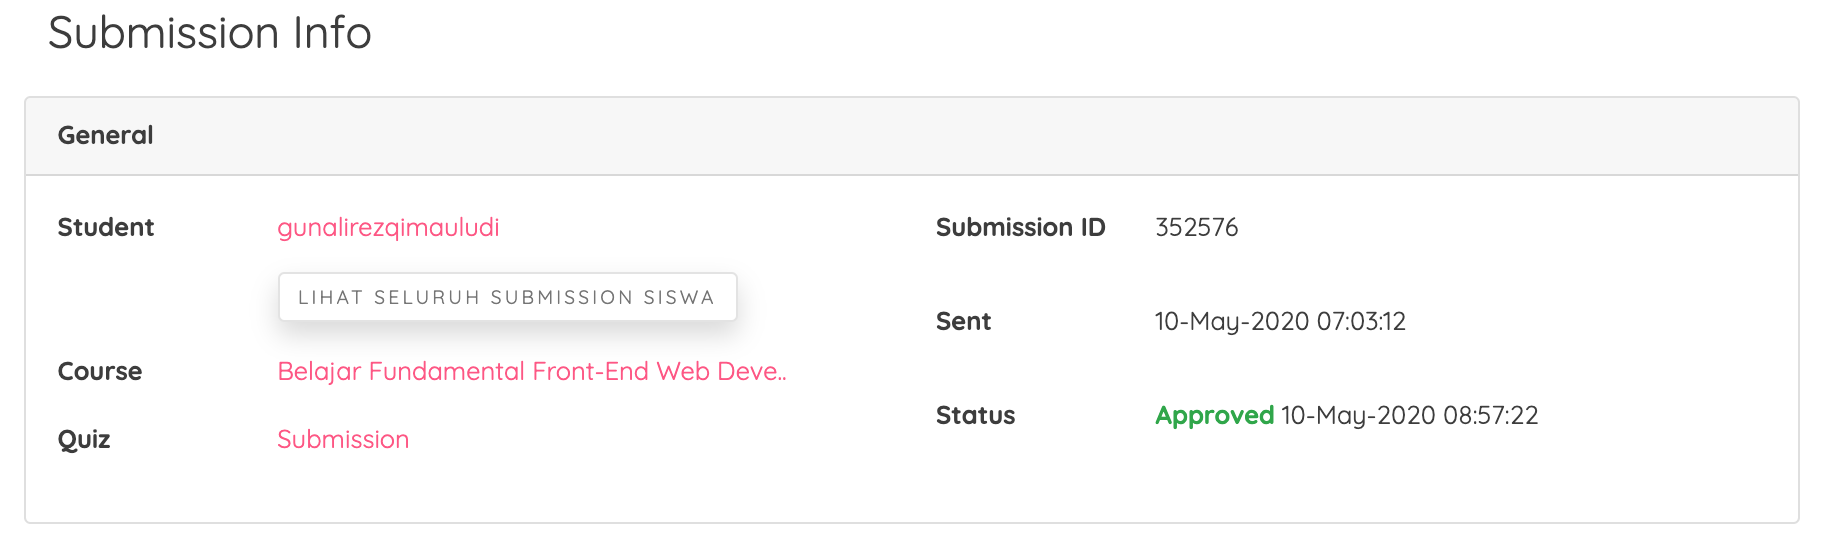 Submission Info
General
Student gunalirezqimauludi
LIHAT SELURUH SUBMISSION SISWA
Course Belajar Fundamental Front-End Web Deve..
Quiz Submission
Submission ID 352576
Sent 10-May-2020 07:03:12
Status Approved 10-May-2020 08:57:22